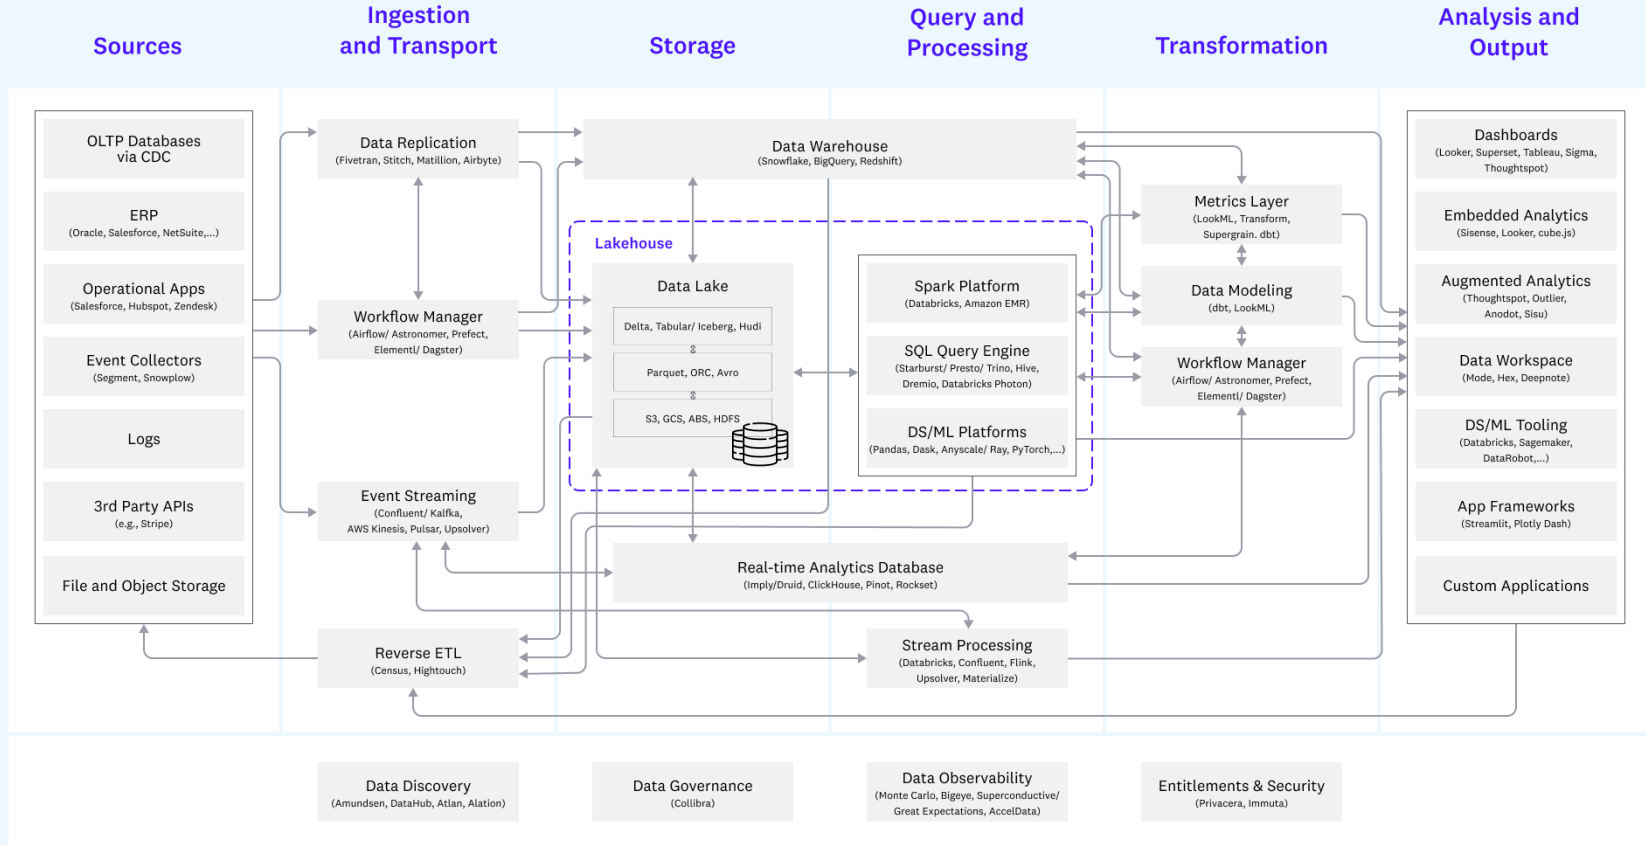 Sources
Ingestion
and Transport
Storage
Query and
Processing
Transformation
Analysis and
Output
OLTP Databases
via CDC
ERP
(Oracle, Salesforce, NetSuite,...)
Operational Apps
(Salesforce, Hubspot, Zendesk)
Event Collectors
(Segment, Snowplow)
Logs
3rd Party APIs
(e.g., Stripe)
File and Object Storage
Data Replication
(Fivetran, Stitch, Matillion, Airbyte)
Workflow Manager
(Airflow/ Astronomer, Prefect,
Elementl/ Dagster)
Event Streaming
(Confluent/ Kalfka,
AWS Kinesis, Pulsar, Upsolver)
Reverse ETL
(Census, Hightouch)
Data Warehouse
(Snowflake, BigQuery, Redshift)
Lakehouse
Data Lake
Delta, Tabular/ Iceberg, Hudi
Parquet, ORC, Avro
S3, GCS, ABS, HDFS
Spark Platform
(Databricks, Amazon EMR)
SQL Query Engine
(Starburst/ Presto/ Trino, Hive,
Dremio, Databricks Photon)
DS/ML Platforms
(Pandas, Dask, Anyscale/ Ray, PyTorch,...)
Real-time Analytics Database
(Imply/Druid, ClickHouse, Pinot, Rockset)
Stream Processing
(Databricks, Confluent, Flink,
Upsolver, Materialize)
Metrics Layer
(LookML, Transform,
Supergrain. dbt)
Data Modeling
(dbt, LookML)
Workflow Manager
(Airflow/ Astronomer, Prefect,
Elementl/ Dagster)
Dashboards
(Looker, Superset, Tableau, Sigma,
Thoughtspot)
Embedded Analytics
(Sisense, Looker, cube.js)
Augmented Analytics
(Thoughtspot, Outlier,
Anodot, Sisu)
Data Workspace
(Mode, Hex, Deepnote)
DS/ML Tooling
(Databricks, Sagemaker,
DataRobot,...)
App Frameworks
(Streamlit, Plotly Dash)
Custom Applications
Data Discovery
(Amundsen, DataHub, Atlan, Alation)
Data Governance
(Collibra)
Data Observability
(Monte Carlo, Bigeye, Superconductive/
Great Expectations, AccelData)
Entitlements & Security
(Privacera, Immuta)